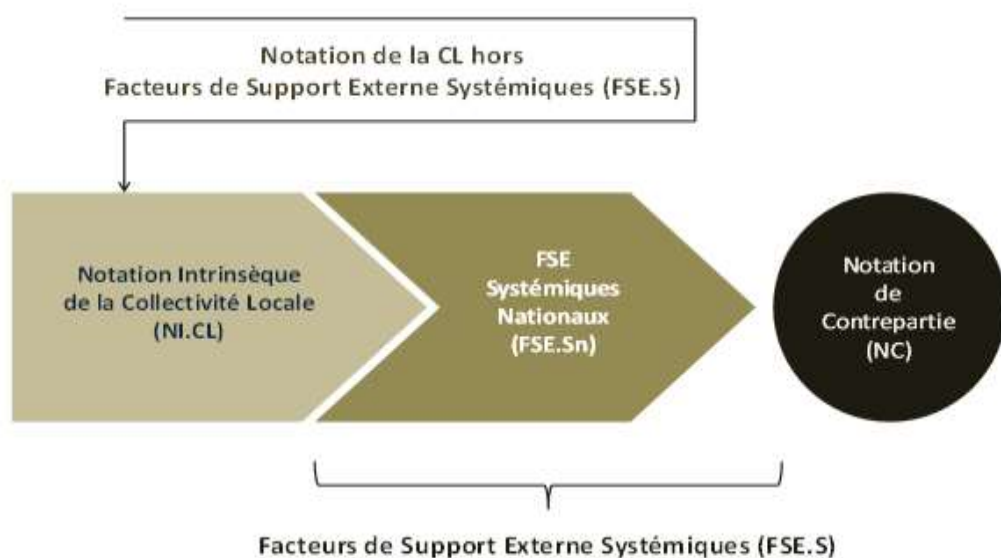 Notation de la CL hors
Facteurs de Support Externe Systémiques (FSE.S)
Notation Intrinsèque
de la Collectivité Locale
(NI.CL)
FSE
Systémiques
Nationaux
(FSE.Sn)
Notation
de
Contrepartie
(NC)
Facteurs de Support Externe Systémiques (FSE.S)